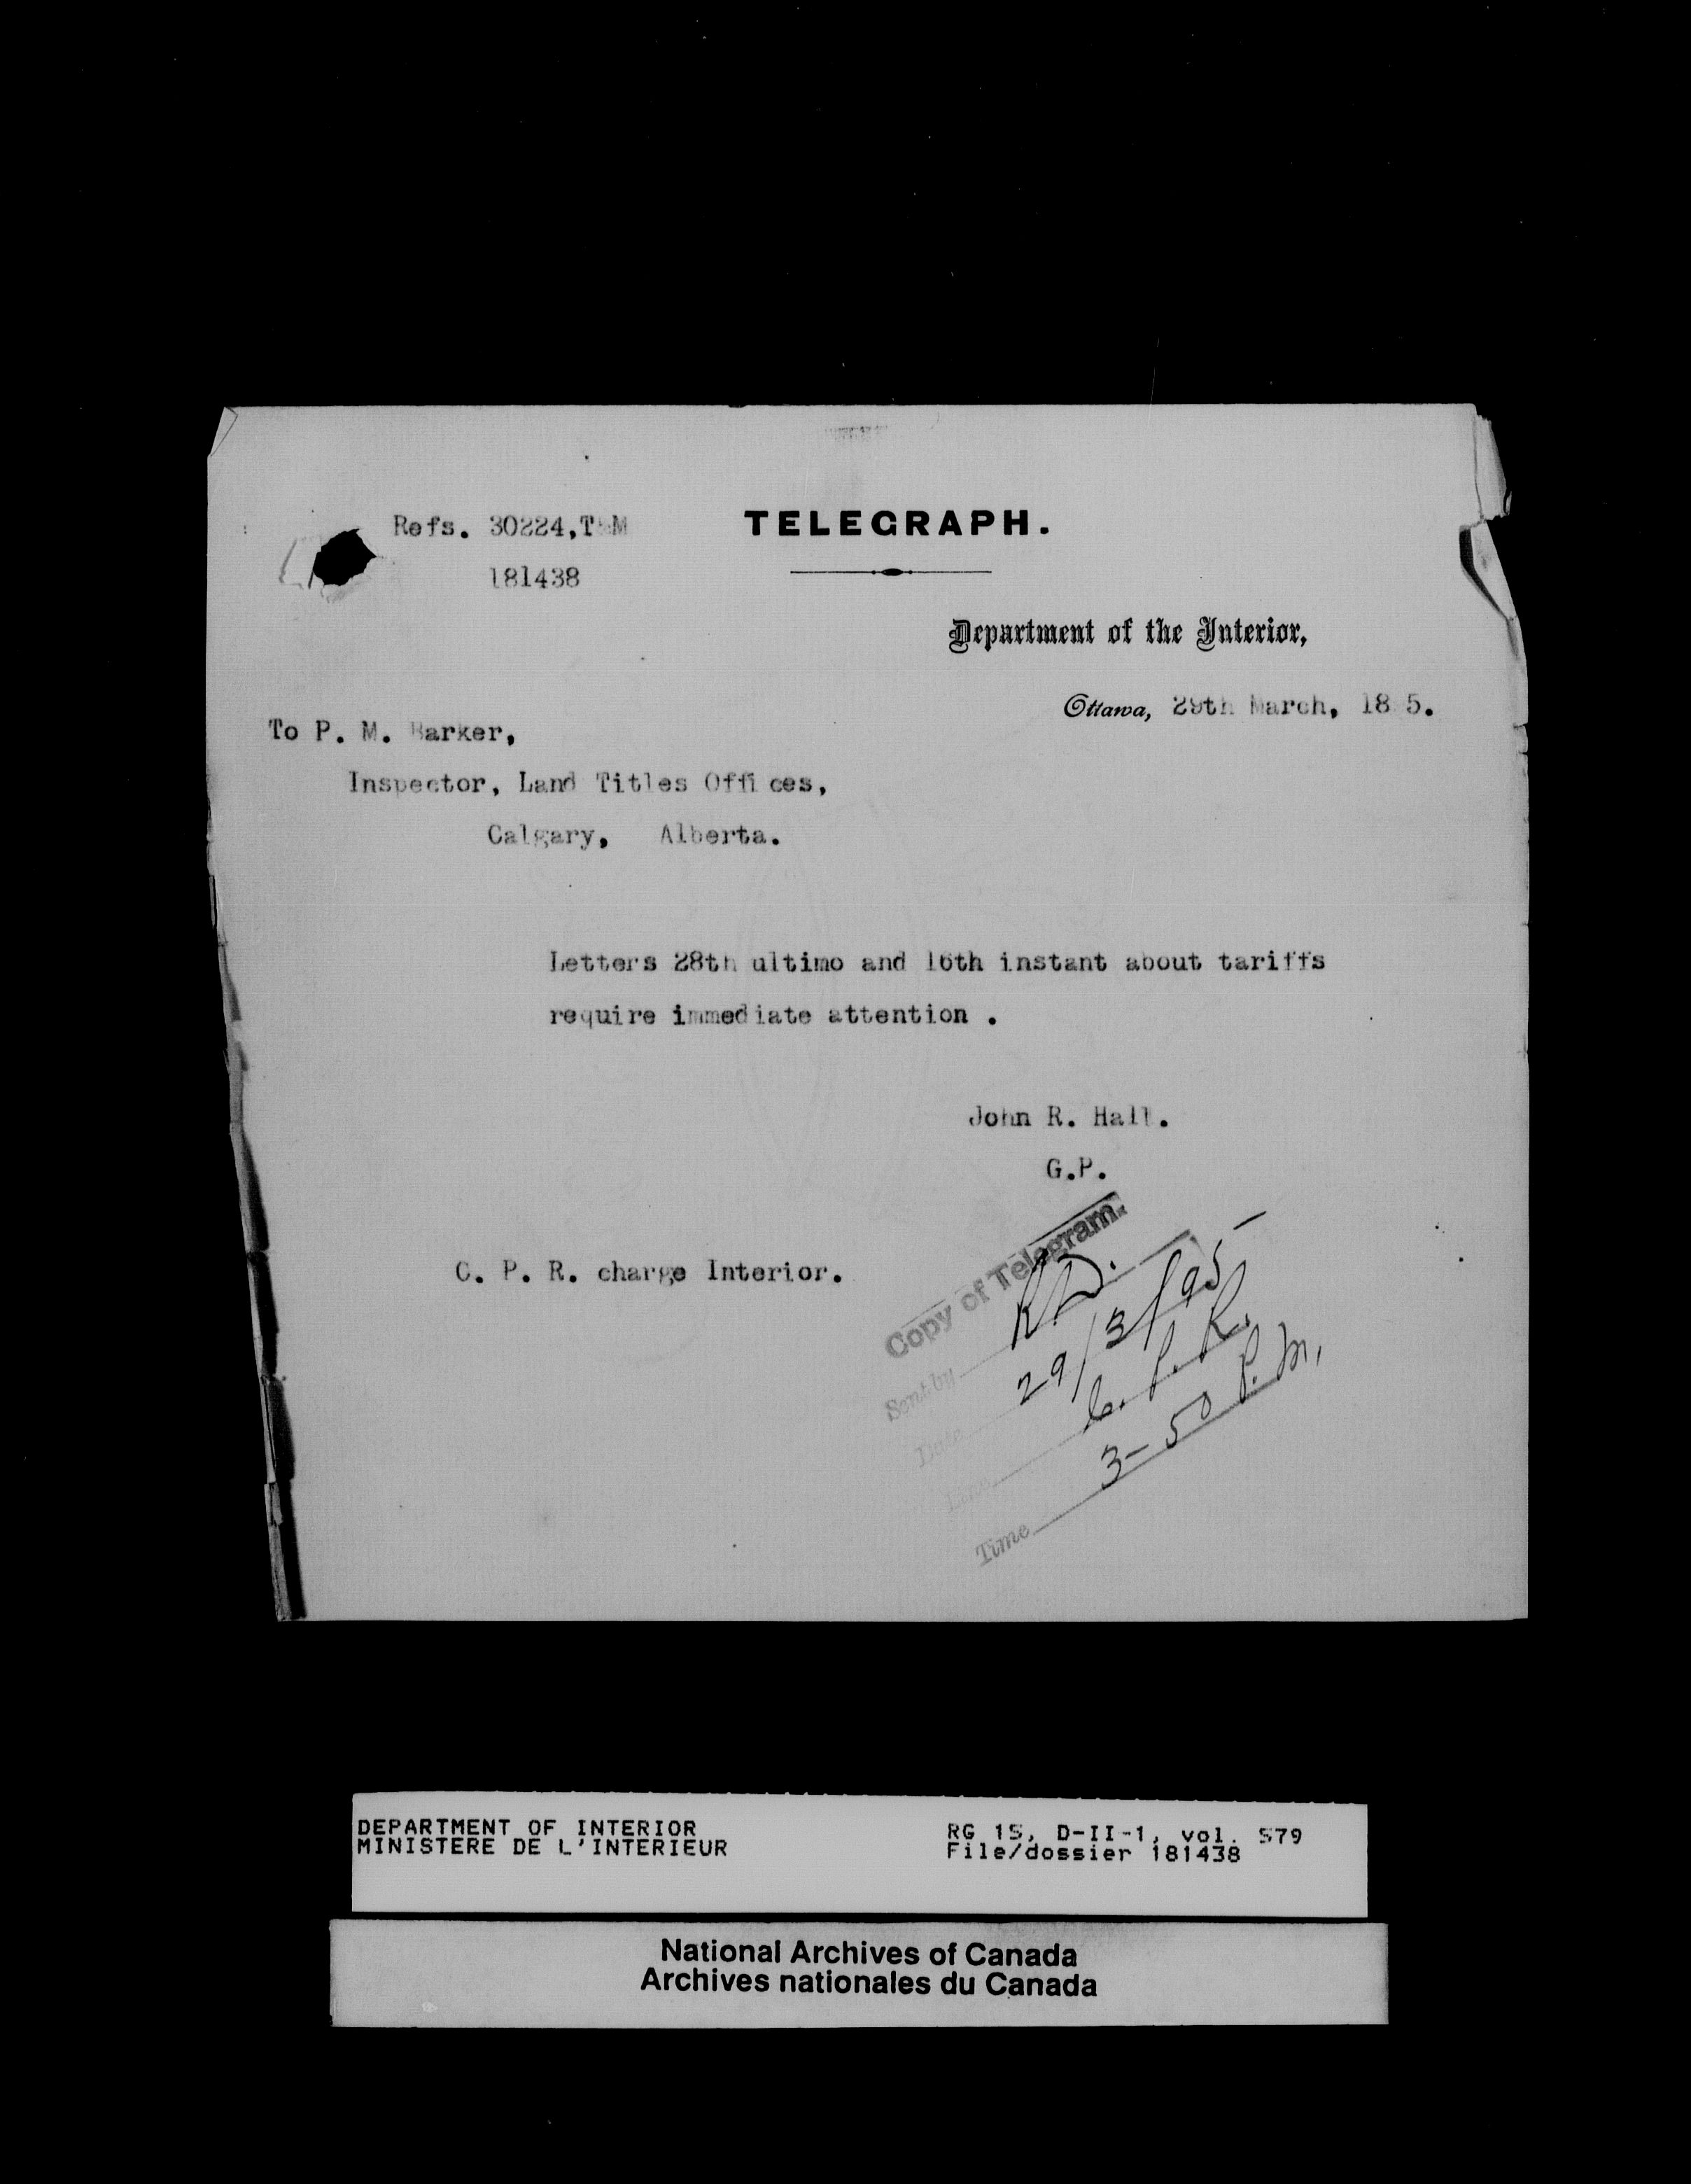 Refs. 30224,T&M
181438
TELEGRAPH.
Department of the Interior,
Ottawa, 29th March, 18 5.
To P. M. Barker,
Inspector, Land Titles Offices,
Calgary, Alberta.
Letters 28th ultimo and 16th instant about tariffs
require immediate attention .
John R. Hall.
G.P.
C. P. R. charge Interior.
Copy of Telegram.
Sent by
Date 29/3/95
Line C. P. R.
Time 3-50 P.M.
DEPARTMENT OF INTERIOR
MINISTERE DE L'INTERIEUR
RG 15, D-II-1, vol. 579
File/dossier 181438
National Archives of Canada
Archives nationales du Canada